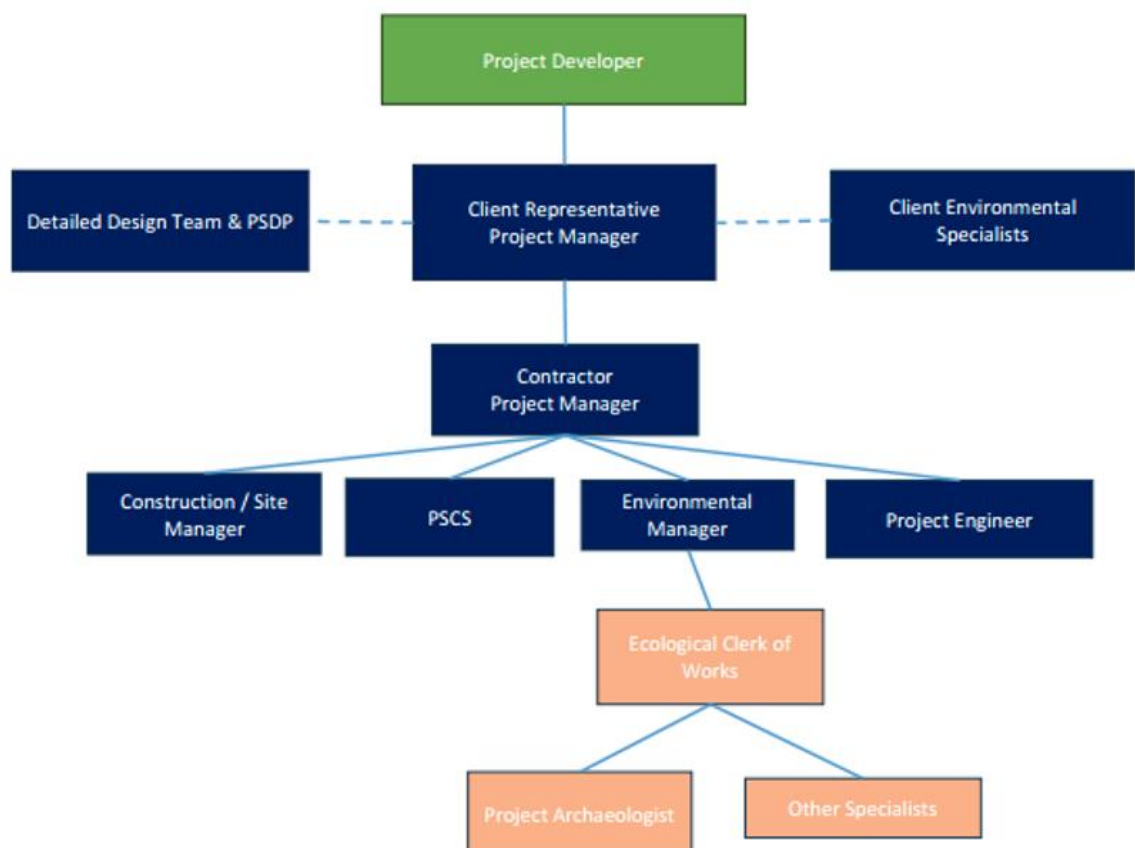 Project Developer
Detailed Design Team & PSDP
Client Representative
Project Manager
Client Environmental
Specialists
Contractor
Project Manager
Construction / Site
Manager
PSCS
Environmental
Manager
Project Engineer
Ecological Clerk of
Works
Project Archaeologist
Other Specialists